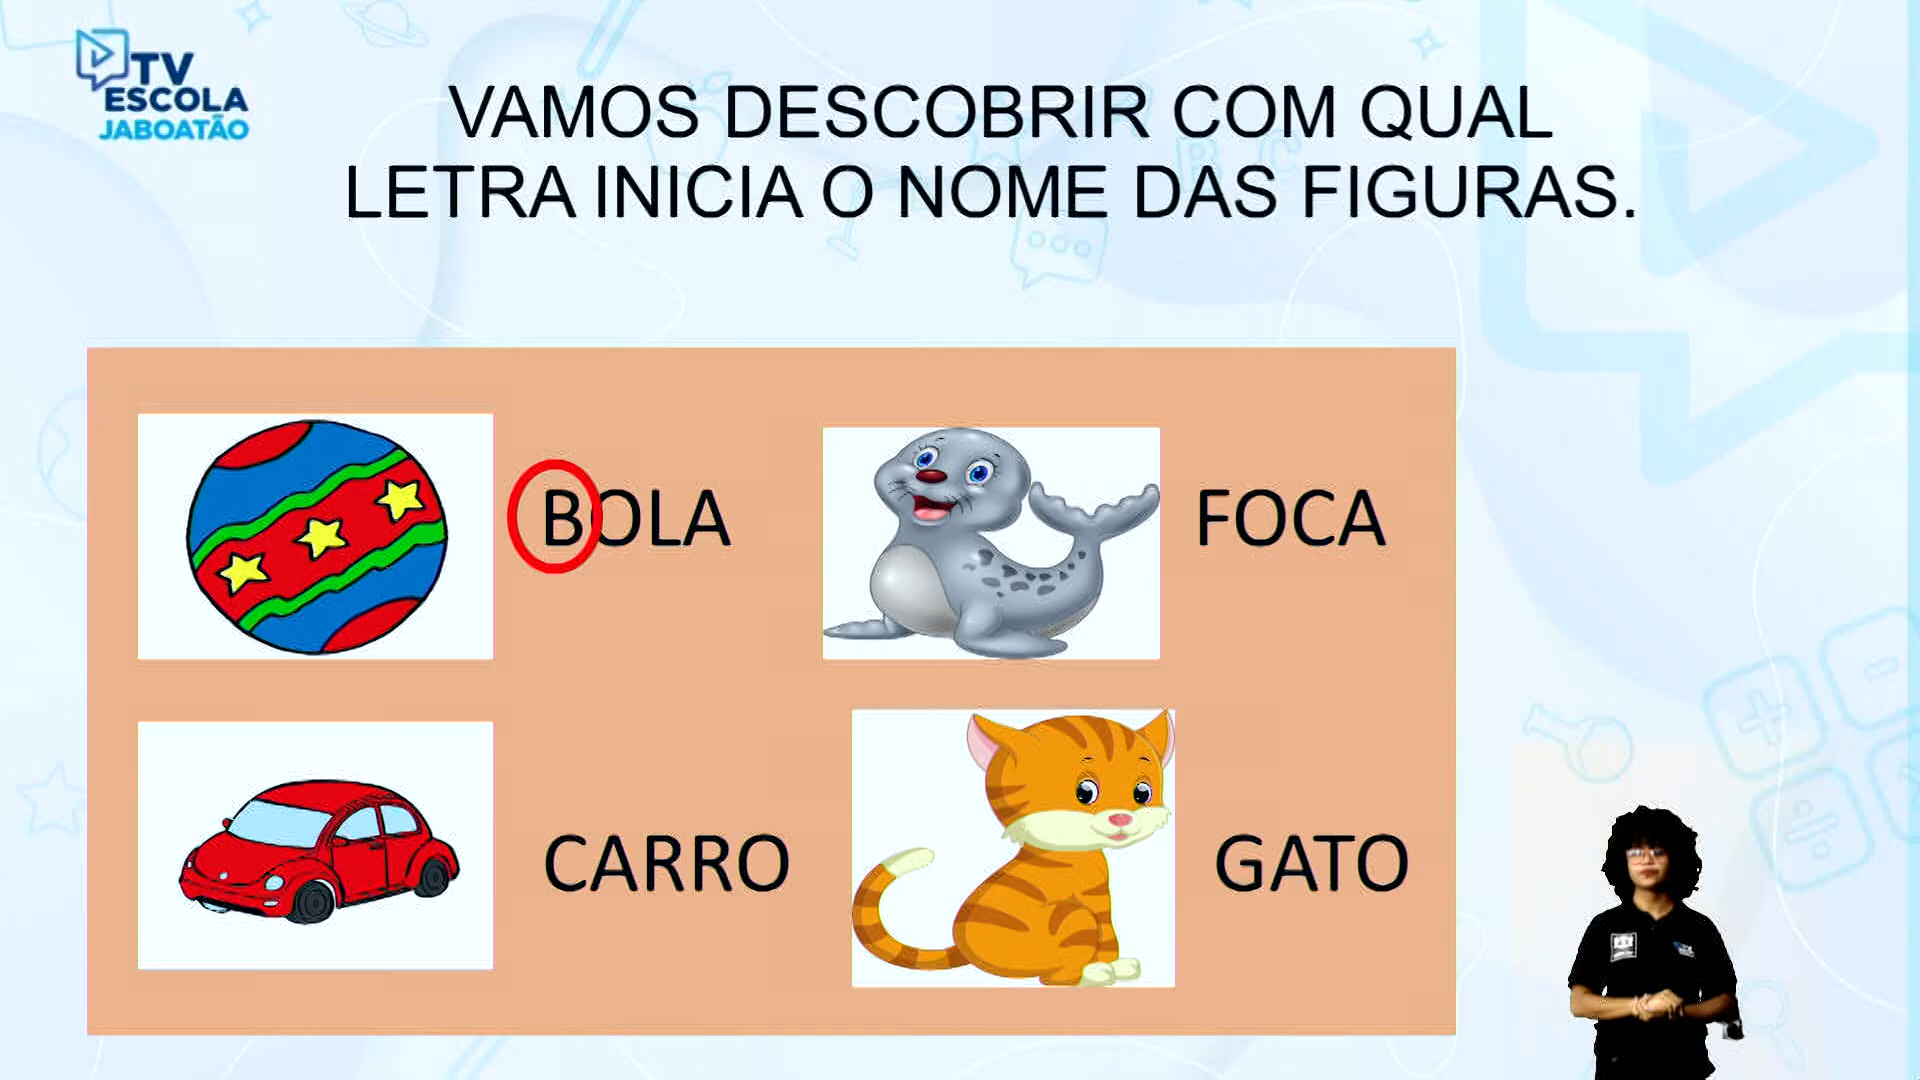 TV
ESCOLA
JABOATÃO
VAMOS DESCOBRIR COM QUAL
LETRA INICIA O NOME DAS FIGURAS.
BOLA
FOCA
CARRO
GATO